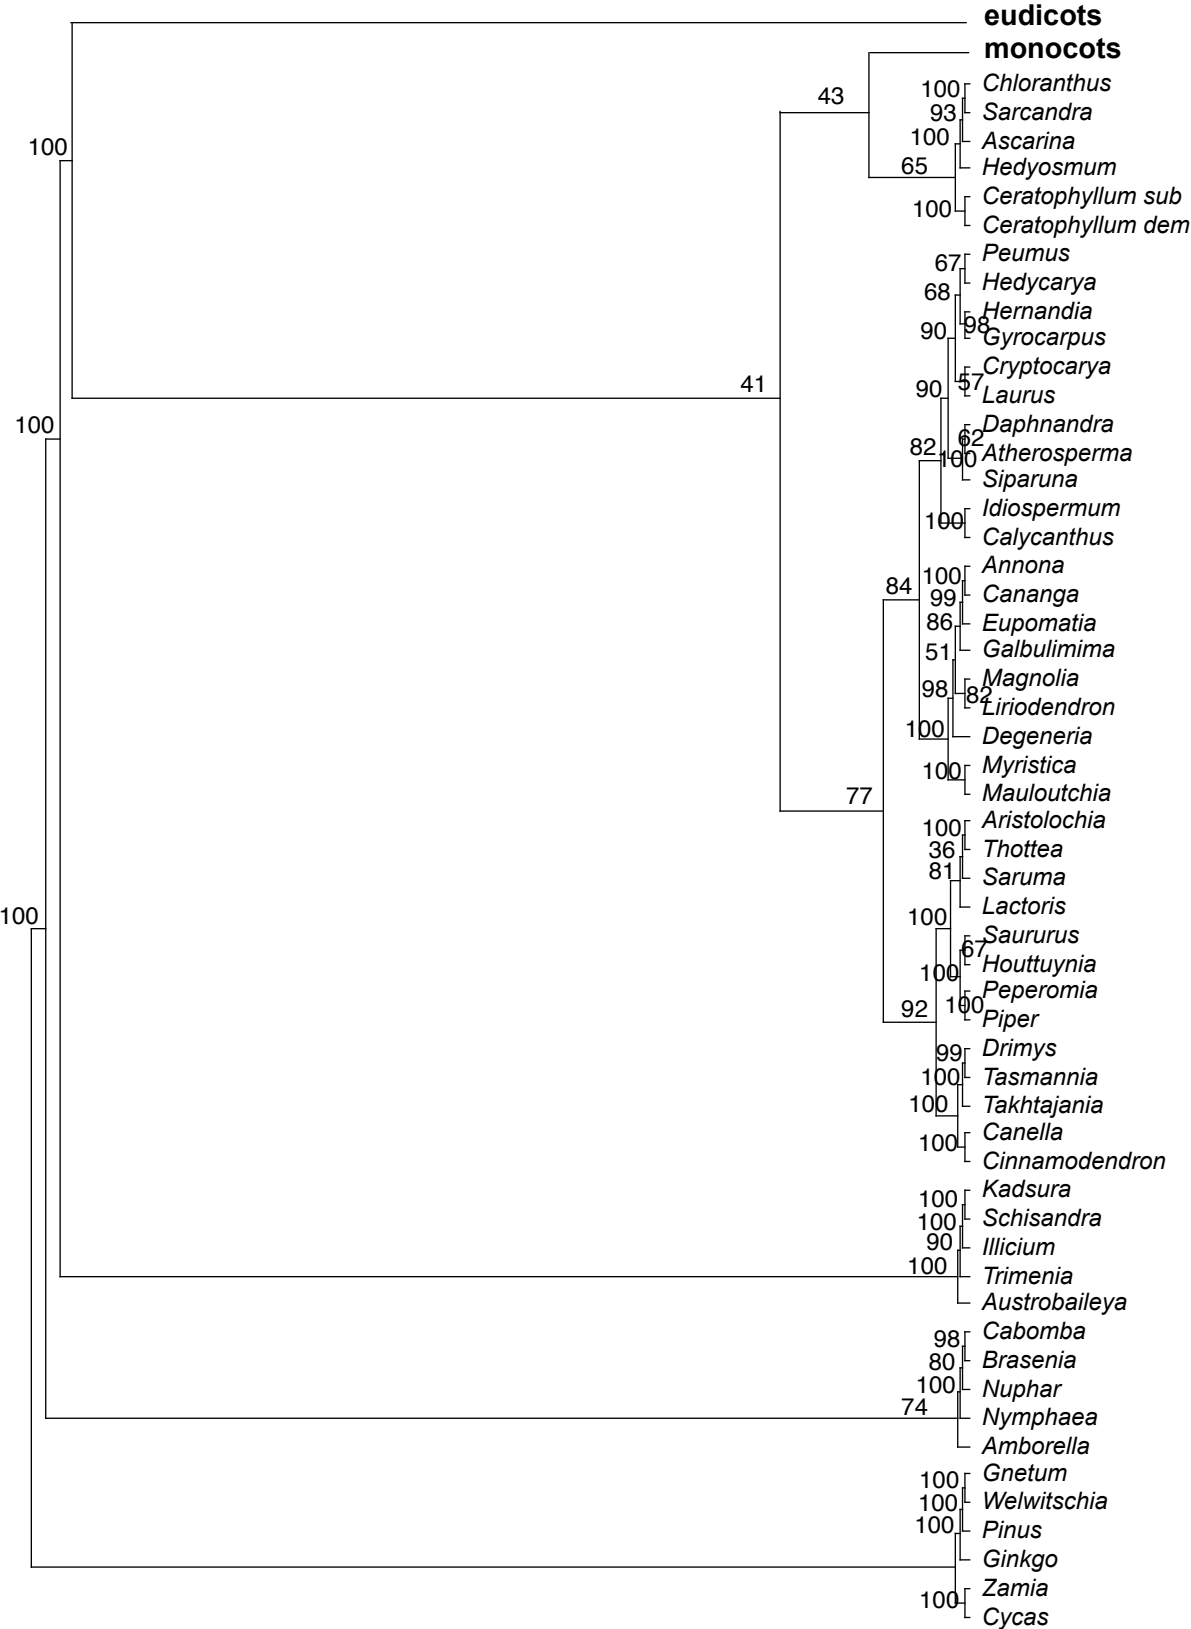 eudicots
monocots
43
100 Chloranthus
93 Sarcandra
100 Ascarina
100
65 Hedyosmum
Ceratophyllum sub
100
Ceratophyllum dem
Peumus
67
Hedycarya
68
Hernandia
98
90
Gyrocarpus
Cryptocarya
57
41
90
Laurus
Daphnandra
62
82
Atherosperma
100
Siparuna
Idiospermum
100
Calycanthus
100
Annona
84
99 Cananga
86 Eupomatia
51 Galbulimima
Magnolia
98
82
Liriodendron
100
Degeneria
100 Myristica
77
Mauloutchia
Aristolochia
100
36 Thottea
81 Saruma
Lactoris
100
Saururus
67
Houttuynia
100
Peperomia
100
92
Piper
99 Drimys
100 Tasmannia
100 Takhtajania
Canella
100
Cinnamodendron
Kadsura
100
100 Schisandra
90 Illicium
100
100 Trimenia
Austrobaileya
Cabomba
98
80 Brasenia
100 Nuphar
74
Nymphaea
Amborella
Gnetum
100
100 Welwitschia
100 Pinus
Ginkgo
Zamia
100
Cycas